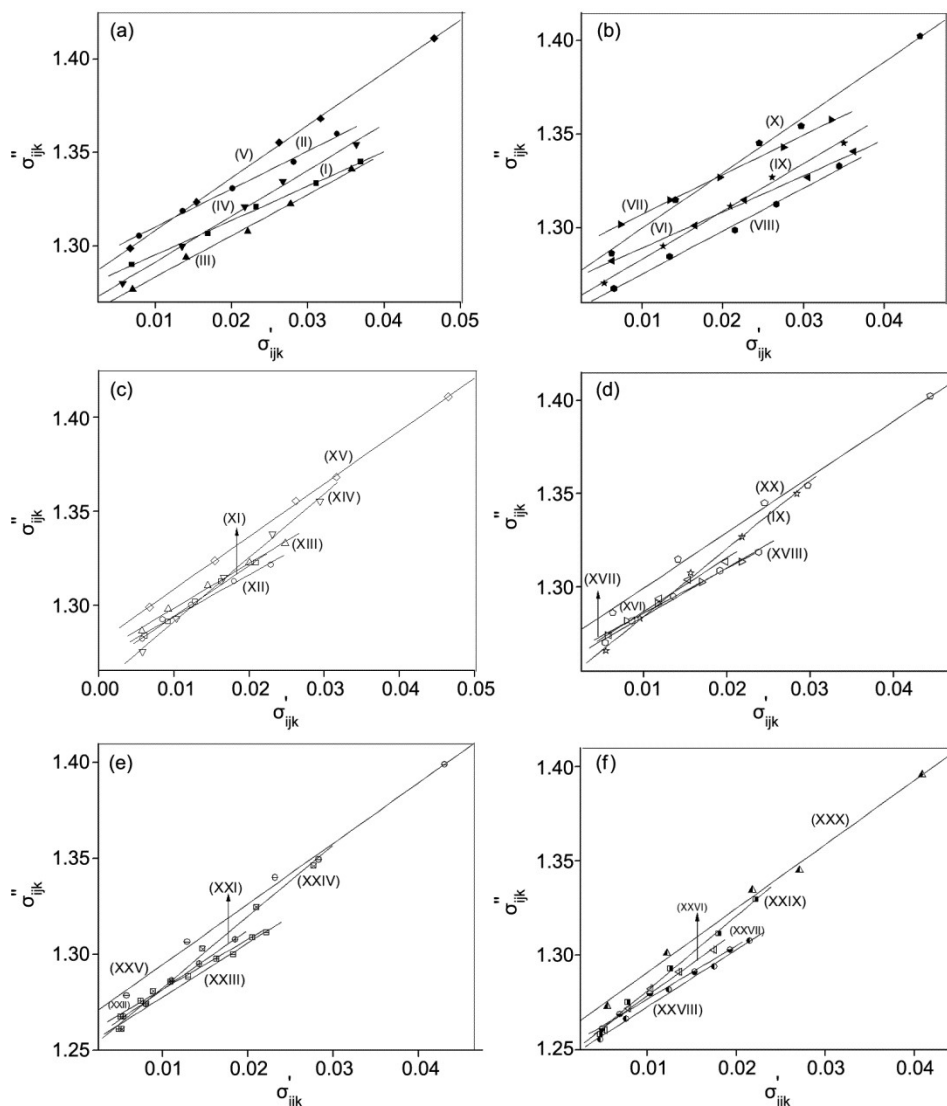 (a)
1.40
1.35
1.30
σ''ijk
(V)
(II)
(I)
(IV)
(III)
0.01 0.02 0.03 0.04 0.05
σ'ijk
(b)
1.40
1.35
1.30
σ''ijk
(X)
(IX)
(VII)
(VI)
(VIII)
0.01 0.02 0.03 0.04
σ'ijk
(c)
1.40
1.35
1.30
σ''ijk
(XV)
(XIV)
(XI)
(XIII)
(XII)
0.00 0.01 0.02 0.03 0.04 0.05
σ'ijk
(d)
1.40
1.35
1.30
σ''ijk
(XX)
(IX)
(XVIII)
(XVII)
(XVI)
0.01 0.02 0.03 0.04
σ'ijk
(e)
1.40
1.35
1.30
1.25
σ''ijk
(XXI)
(XXIV)
(XXV)
(XXII)
(XXIII)
0.01 0.02 0.03 0.04
σ'ijk
(f)
1.40
1.35
1.30
1.25
σ''ijk
(XXX)
(XXIX)
(XXVI)
(XXVII)
(XXVIII)
0.01 0.02 0.03 0.04
σ'ijk